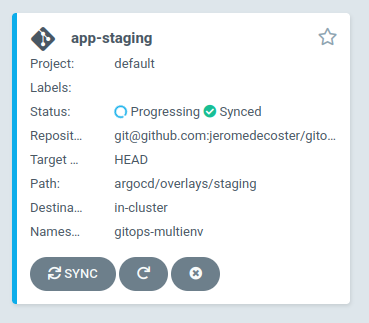 app-staging
Project: default
Labels:
Status: Progressing Synced
Reposit... git@github.com:jeromedecoster/gito...
Target ... HEAD
Path: argocd/overlays/staging
Destina... in-cluster
Names... gitops-multienv
SYNC